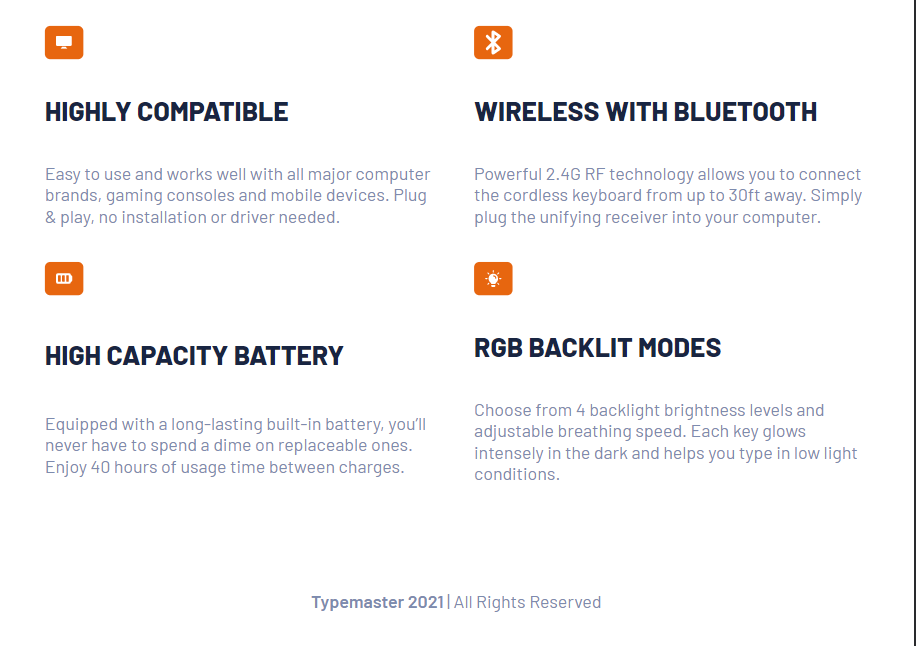 HIGHLY COMPATIBLE
Easy to use and works well with all major computer
brands, gaming consoles and mobile devices. Plug
& play, no installation or driver needed.
WIRELESS WITH BLUETOOTH
Powerful 2.4G RF technology allows you to connect
the cordless keyboard from up to 30ft away. Simply
plug the unifying receiver into your computer.
HIGH CAPACITY BATTERY
Equipped with a long-lasting built-in battery, you’ll
never have to spend a dime on replaceable ones.
Enjoy 40 hours of usage time between charges.
RGB BACKLIT MODES
Choose from 4 backlight brightness levels and
adjustable breathing speed. Each key glows
intensely in the dark and helps you type in low light
conditions.
Typemaster 2021 | All Rights Reserved